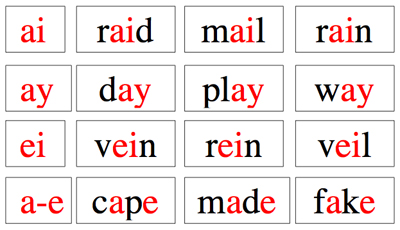 ai raid mail rain
ay day play way
ei vein rein veil
a-e cape made fake